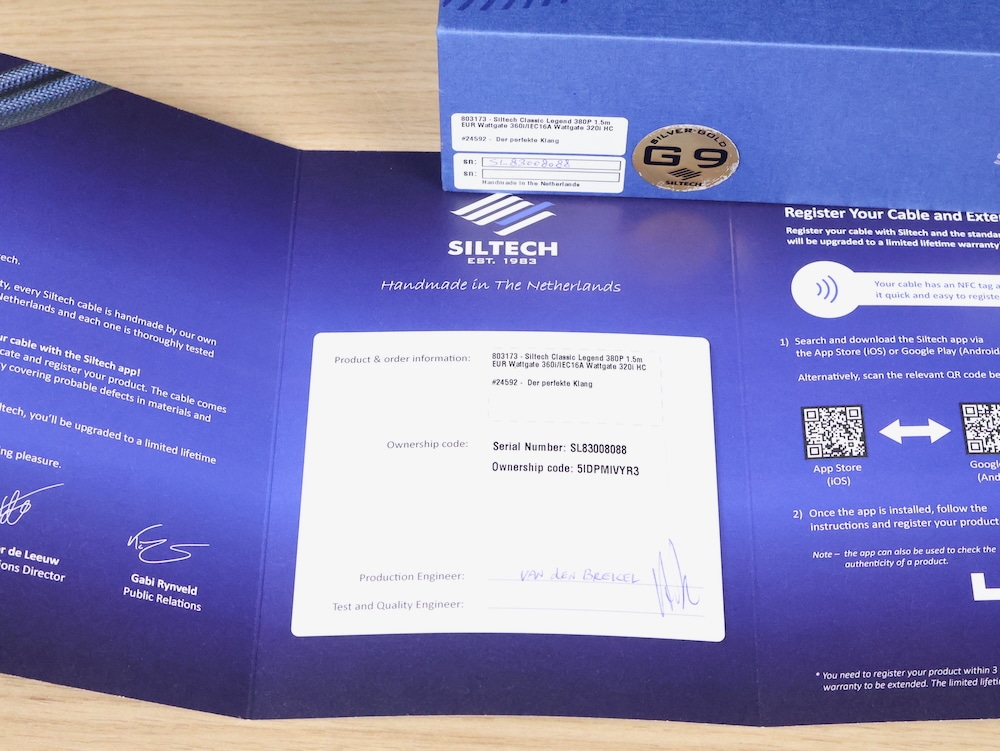 803173 - Siltech Classic Legend 380P 1.5m
EUR Wattgate 360i/IEC16A Wattgate 320i HC
#24592 - Der perfekte Klang
sn: SL83008088
sn:
Handmade in the Netherlands
SILVER-GOLD
G 9
SILTECH
tech.
ty, every Siltech cable is handmade by our own
Netherlands and each one is thoroughly tested
ur cable with the Siltech app!
cate and register your product. The cable comes
y covering probable defects in materials and
ltech, you'll be upgraded to a limited lifetime
ng pleasure.
r de Leeuw
ions Director
Gabi Rynveld
Public Relations
SILTECH
EST. 1983
Handmade in The Netherlands
Product & order information:
803173 - Siltech Classic Legend 380P 1.5m
EUR Wattgate 360i/IEC16A Wattgate 320i HC
#24592 - Der perfekte Klang
Ownership code:
Serial Number: SL83008088
Ownership code: 5IDPMIVYR3
Production Engineer: VAN DEN BREKEL
Test and Quality Engineer:
Register Your Cable and Exte
Register your cable with Siltech and the standa
will be upgraded to a limited lifetime warranty
Your cable has an NFC tag a
it quick and easy to registe
1) Search and download the Siltech app via
the App Store (iOS) or Google Play (Android
Alternatively, scan the relevant QR code be
App Store
(iOS)
Google
(And
2) Once the app is installed, follow the
instructions and register your product
Note – the app can also be used to check the
authenticity of a product.
* You need to register your product within 3
warranty to be extended. The limited lifeti